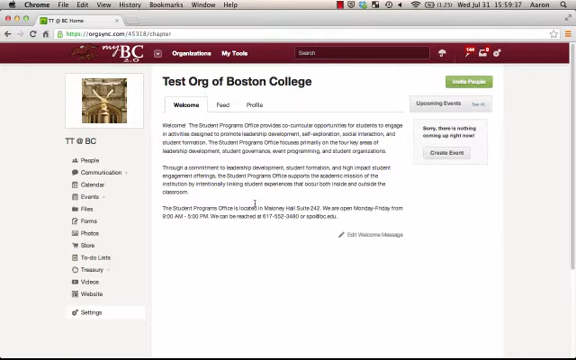 Chrome File Edit View History Bookmarks Window Help
(1:25) Wed Jul 31 15:59:37 Aaron
TT @ BC Home
https://orgsync.com/45318/chapter
my BC 2.0 Organizations My Tools Search 144
Test Org of Boston College
Invite People
Welcome Feed Profile
Upcoming Events See All
Sorry, there is nothing coming up right now!
Create Event
TT @ BC
People
Communication
Calendar
Events
Files
Forms
Photos
Store
To-do Lists
Treasury
Videos
Website
Settings
Welcome! The Student Programs Office provides co-curricular opportunities for students to engage
in activities designed to promote leadership development, self-exploration, social interaction, and
student formation. The Student Programs Office focuses primarily on the four key areas of
leadership development, student governance, event programming, and student organizations.
Through a commitment to leadership development, student formation, and high impact student
engagement offerings, the Student Programs Office supports the academic mission of the
institution by intentionally linking student experiences that occur both inside and outside the
classroom.
The Student Programs Office is located in Maloney Hall Suite 242. We are open Monday-Friday from
9:00 AM - 5:00 PM. We can be reached at 617-552-3480 or spo@bc.edu.
Edit Welcome Message